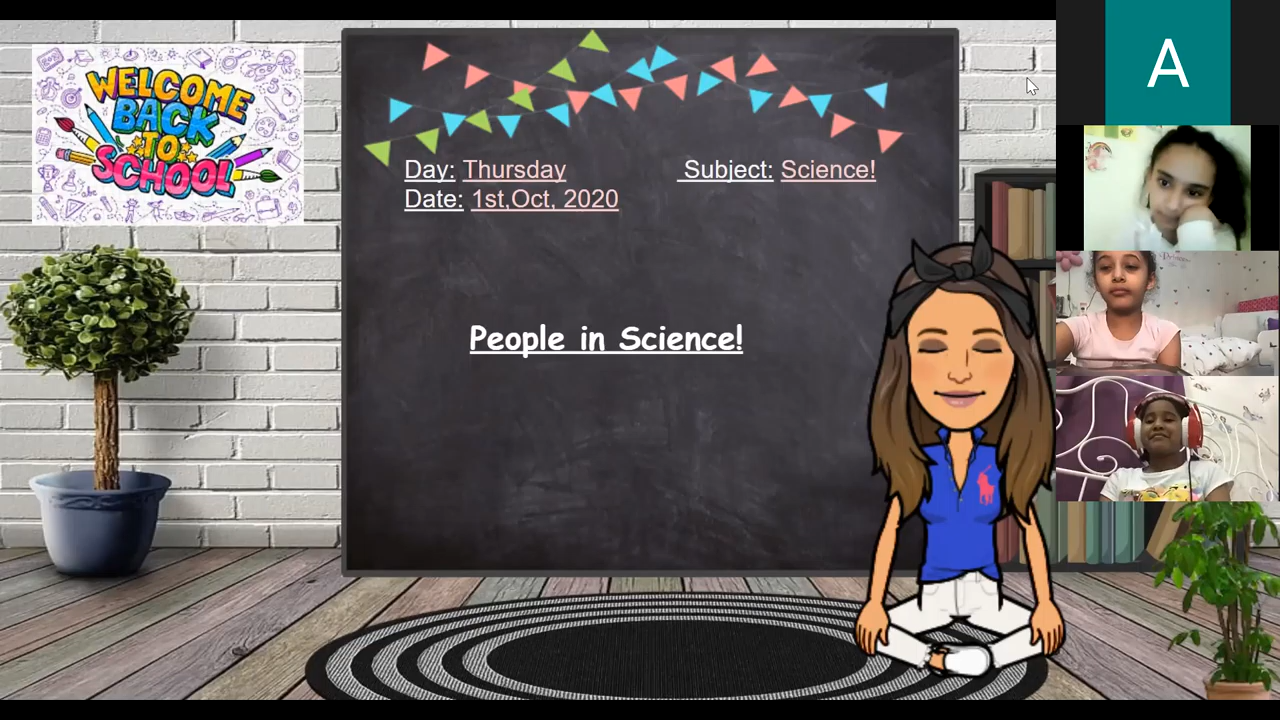 WELCOME
BACK
TO
SCHOOL
Day: Thursday Subject: Science!
Date: 1st,Oct, 2020
People in Science!
A